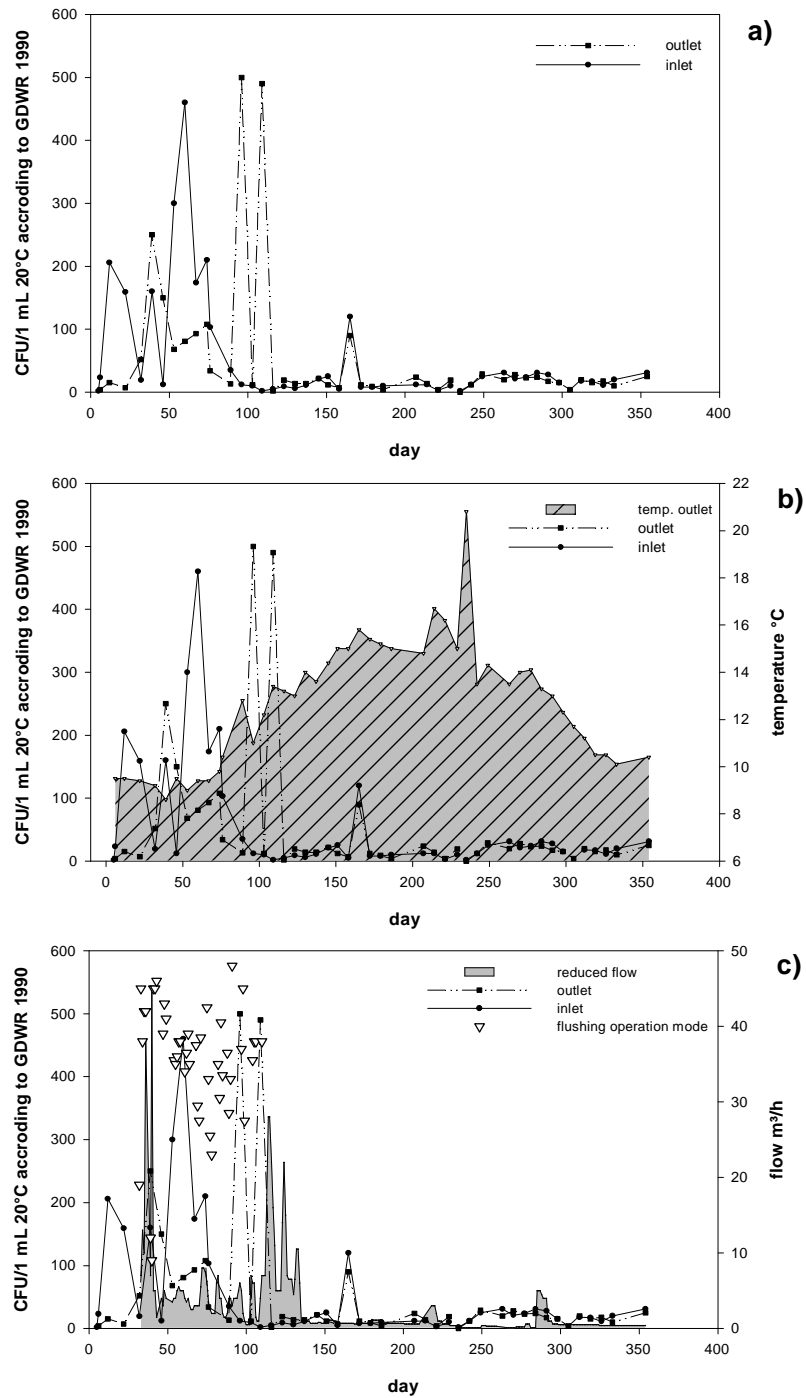 a)
outlet
inlet
CFU/1 mL 20°C accroding to GDWR 1990
600
500
400
300
200
100
0
0 50 100 150 200 250 300 350 400
day
b)
temp. outlet
outlet
inlet
CFU/1 mL 20°C accroding to GDWR 1990
600
500
400
300
200
100
0
22
20
18
16
14
12
10
8
6
temperature °C
0 50 100 150 200 250 300 350 400
day
c)
reduced flow
outlet
inlet
flushing operation mode
CFU/1 mL 20°C accroding to GDWR 1990
600
500
400
300
200
100
0
50
40
30
20
10
0
flow m³/h
0 50 100 150 200 250 300 350 400
day